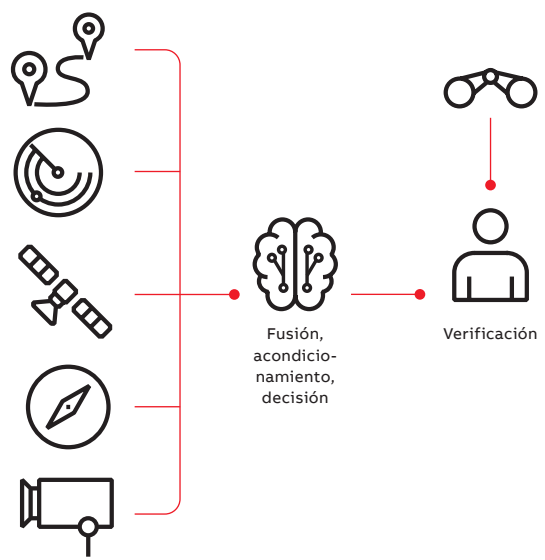 Fusión,
acondicio-
namiento,
decisión
Verificación